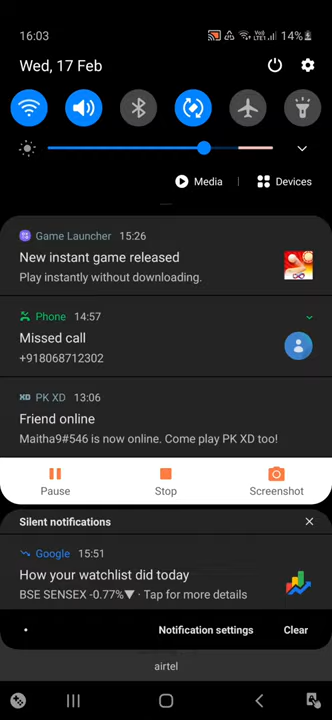 16:03
VoD LTE1
14%
Wed, 17 Feb
Media
Devices
Game Launcher 15:26
New instant game released
Play instantly without downloading.
Phone 14:57
Missed call
+918068712302
XD PK XD 13:06
Friend online
Maitha9#546 is now online. Come play PK XD too!
Pause
Stop
Screenshot
Silent notifications
Google 15:51
How your watchlist did today
BSE SENSEX -0.77%▼ · Tap for more details
Notification settings
Clear
airtel